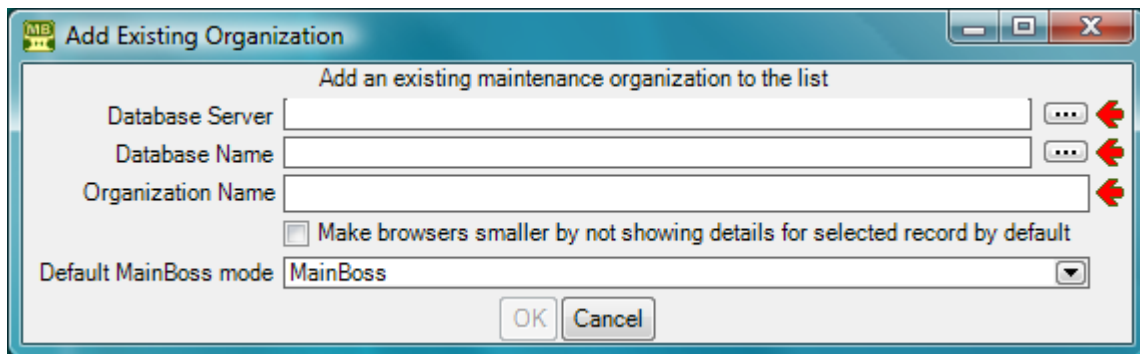 MB
Add Existing Organization
Add an existing maintenance organization to the list
Database Server ...
Database Name ...
Organization Name
Make browsers smaller by not showing details for selected record by default
Default MainBoss mode MainBoss
OK Cancel